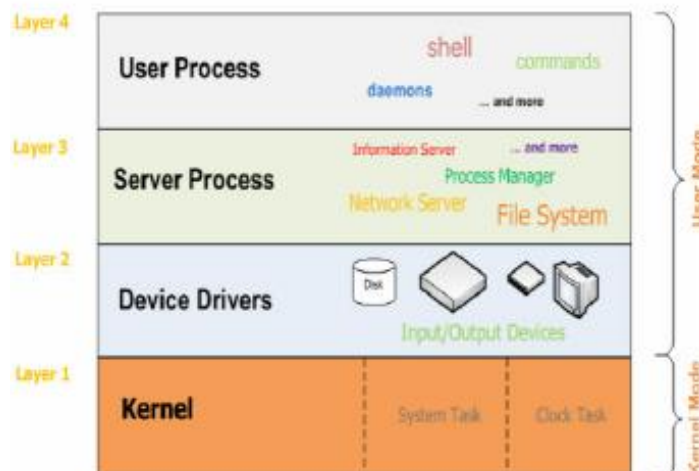 Layer 4
User Process
shell
commands
daemons
... and more
Layer 3
Server Process
Information Server
... and more
Process Manager
Network Server
File System
User Mode
Layer 2
Device Drivers
Disk
Input/Output Devices
Layer 1
Kernel
System Task
Clock Task
Kernel Mode